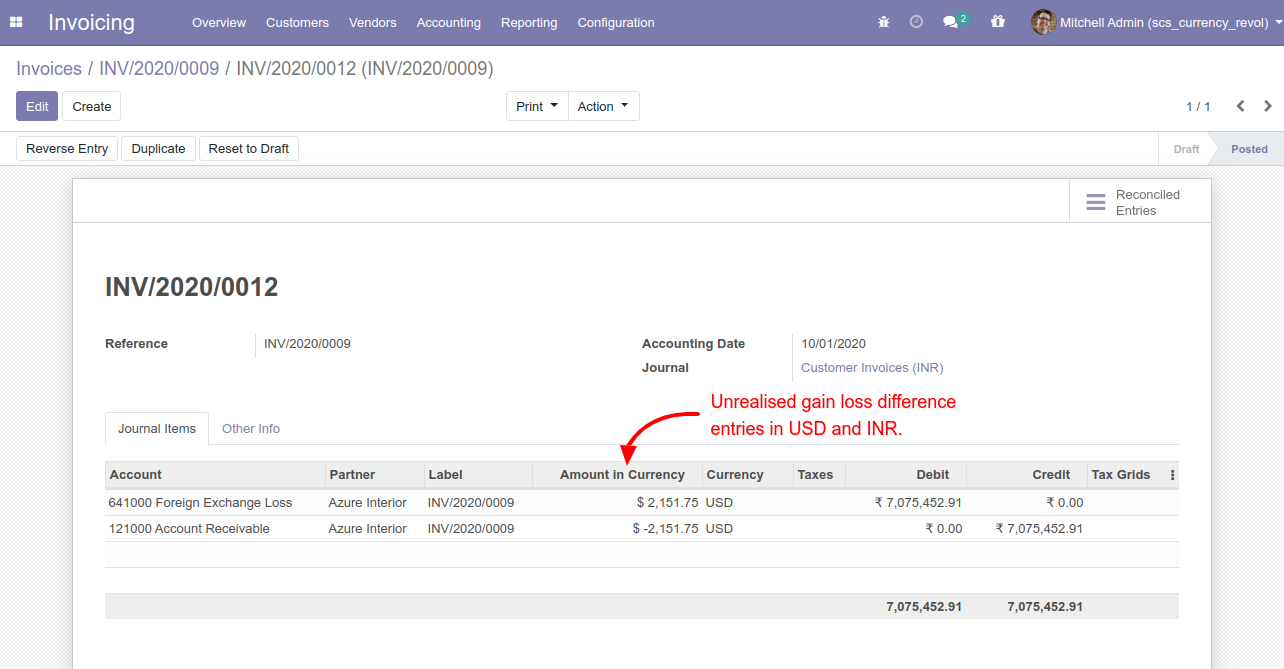 Invoicing Overview Customers Vendors Accounting Reporting Configuration 2 Mitchell Admin (scs_currency_revol)
Invoices / INV/2020/0009 / INV/2020/0012 (INV/2020/0009)
Edit Create Print Action 1 / 1
Reverse Entry Duplicate Reset to Draft Draft Posted
Reconciled
Entries
INV/2020/0012
Reference INV/2020/0009 Accounting Date 10/01/2020
Journal Customer Invoices (INR)
Unrealised gain loss difference
entries in USD and INR.
Journal Items Other Info
Account Partner Label Amount in Currency Currency Taxes Debit Credit Tax Grids
641000 Foreign Exchange Loss Azure Interior INV/2020/0009 $ 2,151.75 USD ₹ 7,075,452.91 ₹ 0.00
121000 Account Receivable Azure Interior INV/2020/0009 $ -2,151.75 USD ₹ 0.00 ₹ 7,075,452.91
7,075,452.91 7,075,452.91